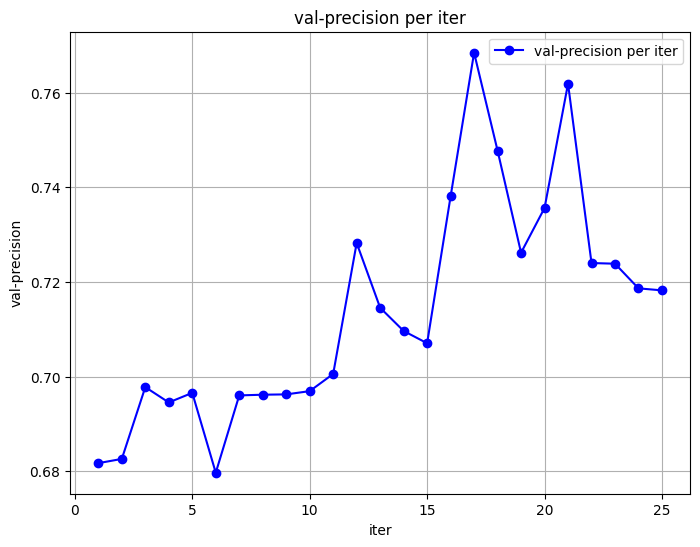 val-precision per iter
val-precision per iter
0.76
0.74
0.72
0.70
0.68
val-precision
0 5 10 15 20 25
iter